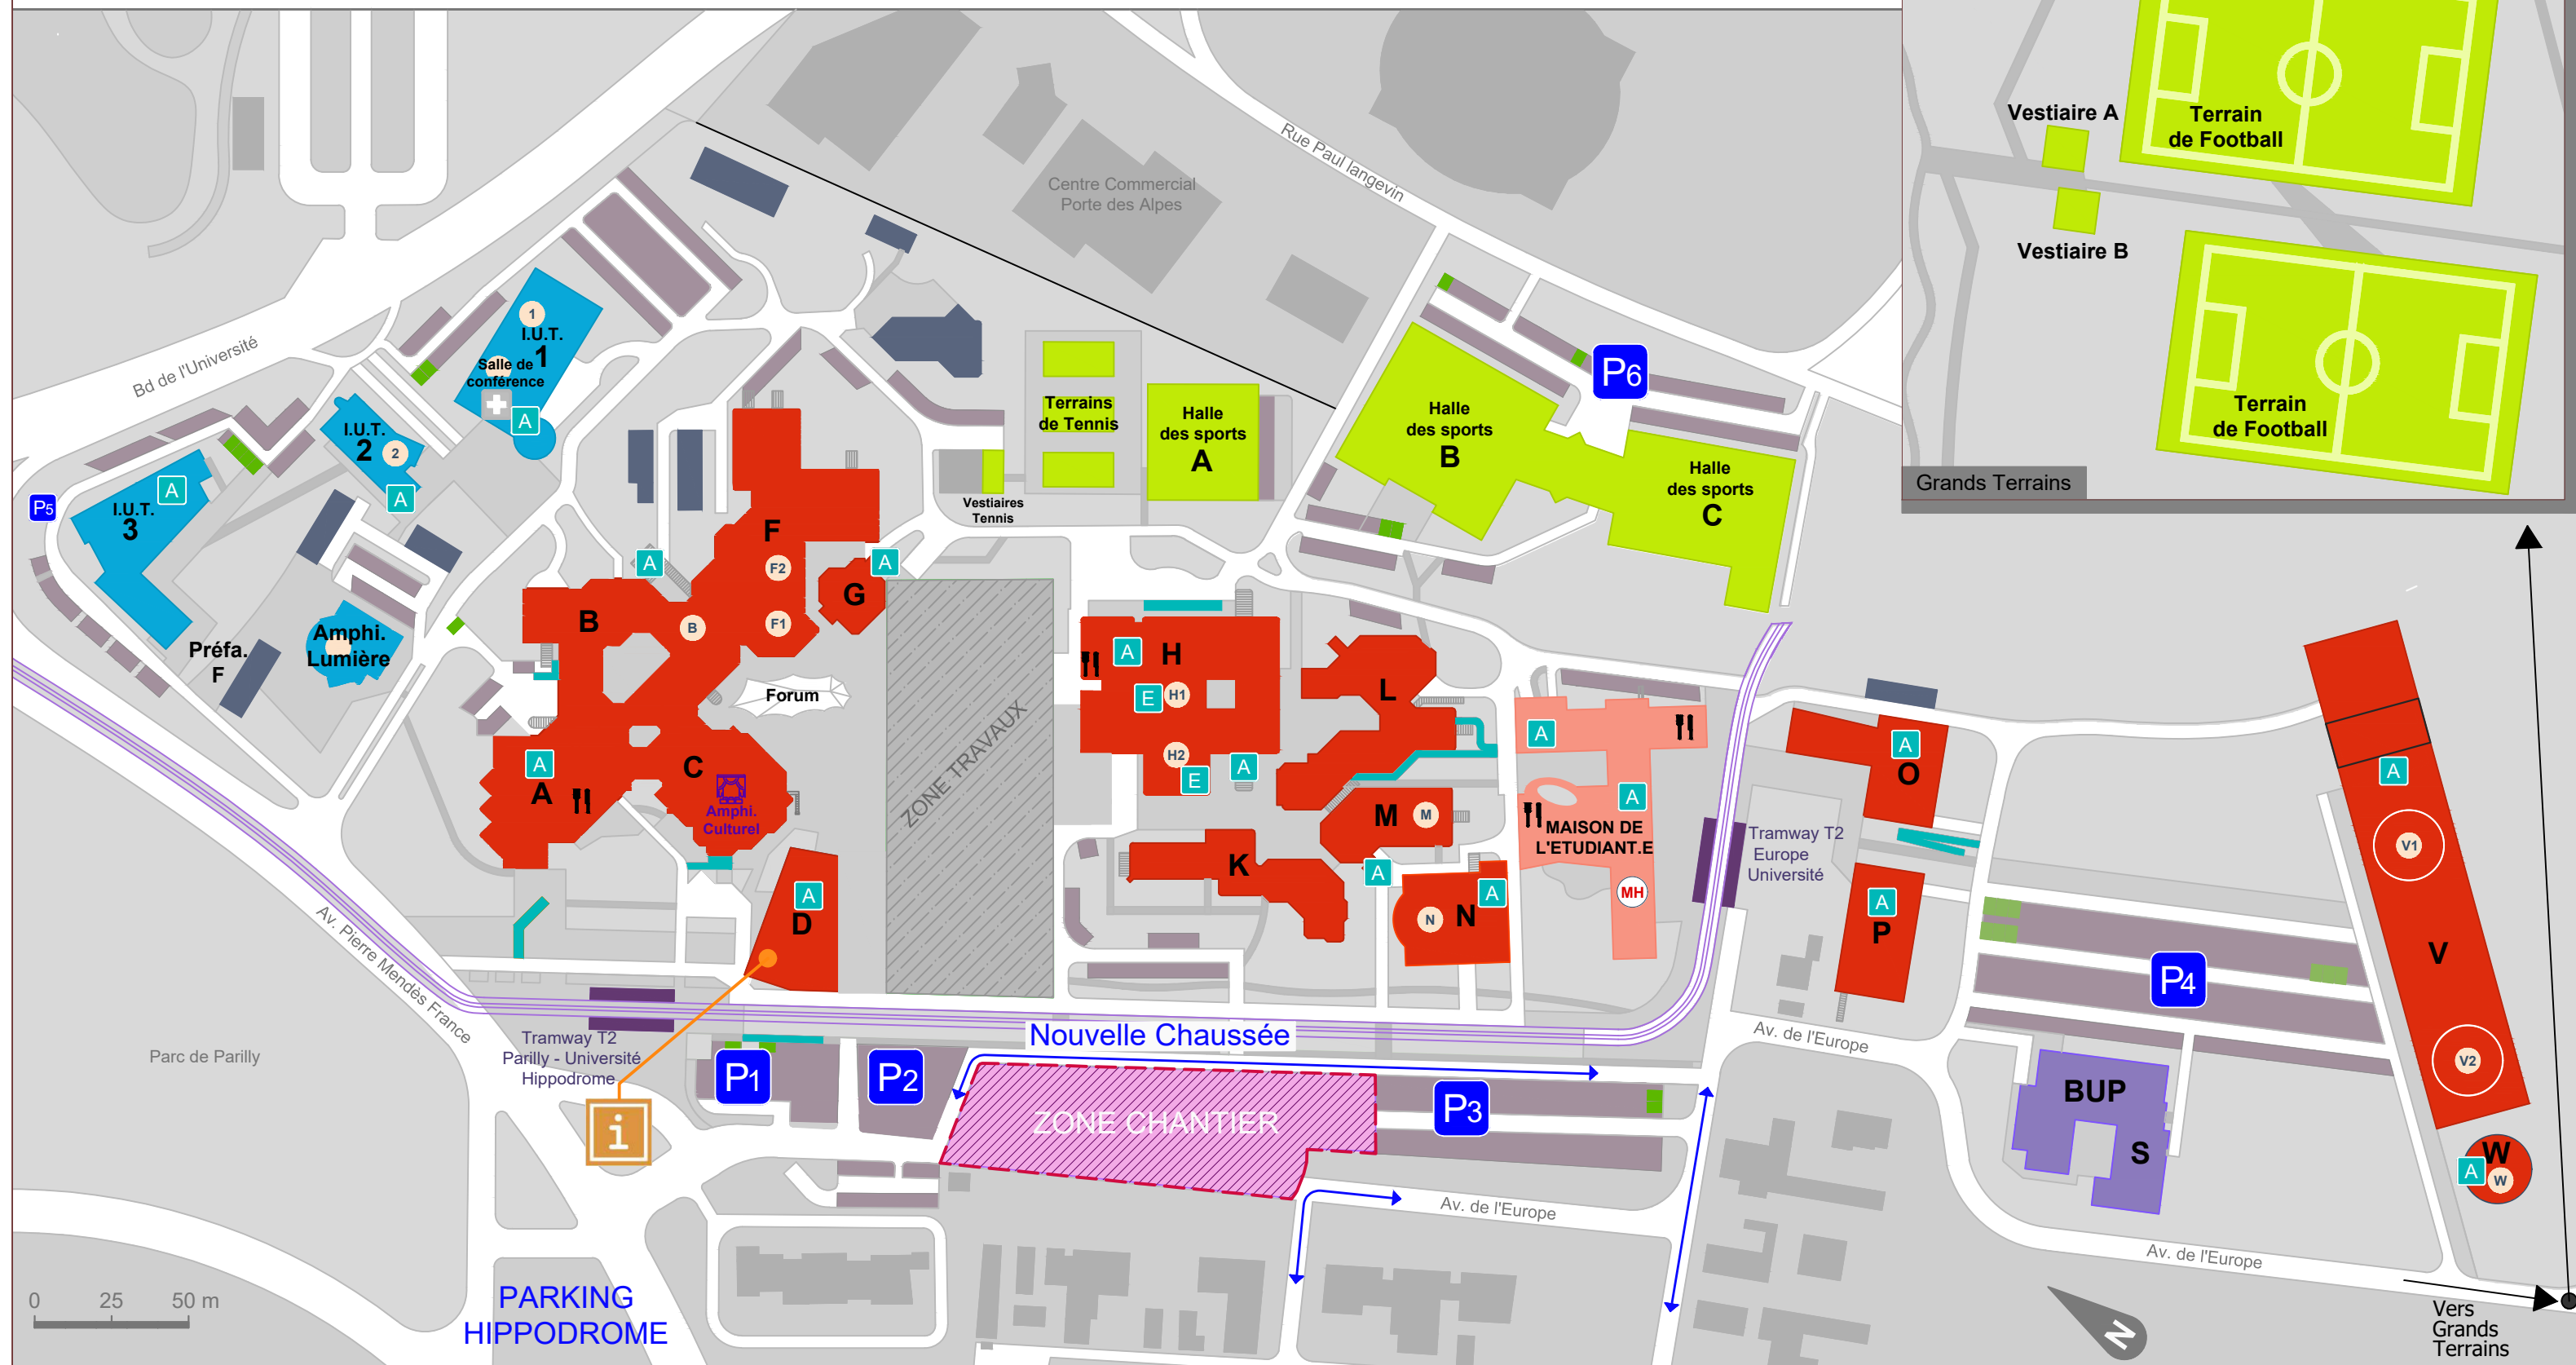 Vestiaire A
Terrain
de Football
Vestiaire B
Terrain
de Football
Grands Terrains
Rue Paul langevin
Centre Commercial
Porte des Alpes
Bd de l'Université
1
I.U.T.
1
Salle de
conférence
A
I.U.T.
2
2
A
P5
A
I.U.T.
3
Préfa.
F
Amphi.
Lumière
Terrains
de Tennis
Vestiaires
Tennis
Halle
des sports
A
Halle
des sports
B
P6
Halle
des sports
C
F
F2
F1
A
A
G
B
B
Forum
A
A
C
Amphi.
Culturel
A
D
ZONE TRAVAUX
A
H
E
H1
H2
E
A
L
M
M
K
A
A
N
N
A
A
MAISON DE
L'ETUDIANT.E
MH
Tramway T2
Europe
Université
A
O
A
P
A
V1
V
V2
P4
BUP
S
W
A
W
Av. Pierre Mendès France
Parc de Parilly
Tramway T2
Parilly - Université
Hippodrome
i
P1
P2
Nouvelle Chaussée
ZONE CHANTIER
P3
Av. de l'Europe
Av. de l'Europe
Av. de l'Europe
PARKING
HIPPODROME
0 25 50 m
N
Vers
Grands
Terrains